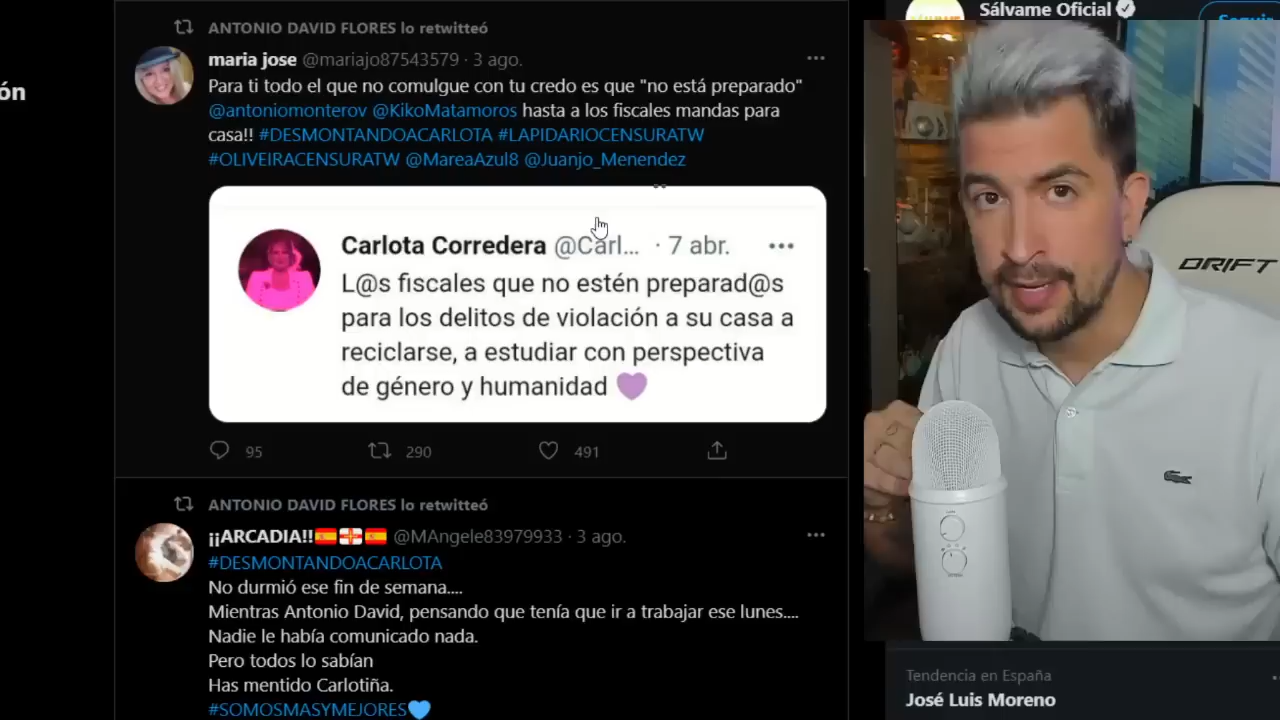 ón
ANTONIO DAVID FLORES lo retwitteó
maria jose @mariajo87543579 · 3 ago.
Para ti todo el que no comulgue con tu credo es que "no está preparado"
@antoniomonterov @KikoMatamoros hasta a los fiscales mandas para
casa!! #DESMONTANDOACARLOTA #LAPIDARIOCENSURATW
#OLIVEIRACENSURATW @MareaAzul8 @Juanjo_Menendez
Carlota Corredera @Carl... · 7 abr.
L@s fiscales que no estén preparad@s
para los delitos de violación a su casa a
reciclarse, a estudiar con perspectiva
de género y humanidad 💜
95 290 491
ANTONIO DAVID FLORES lo retwitteó
¡¡ARCADIA!! @MAngele83979933 · 3 ago.
#DESMONTANDOACARLOTA
No durmió ese fin de semana....
Mientras Antonio David, pensando que tenía que ir a trabajar ese lunes....
Nadie le había comunicado nada.
Pero todos lo sabían
Has mentido Carlotiña.
#SOMOSMASYMEJORES💙
Sálvame Oficial
Seguir
DRIFT
Tendencia en España
José Luis Moreno